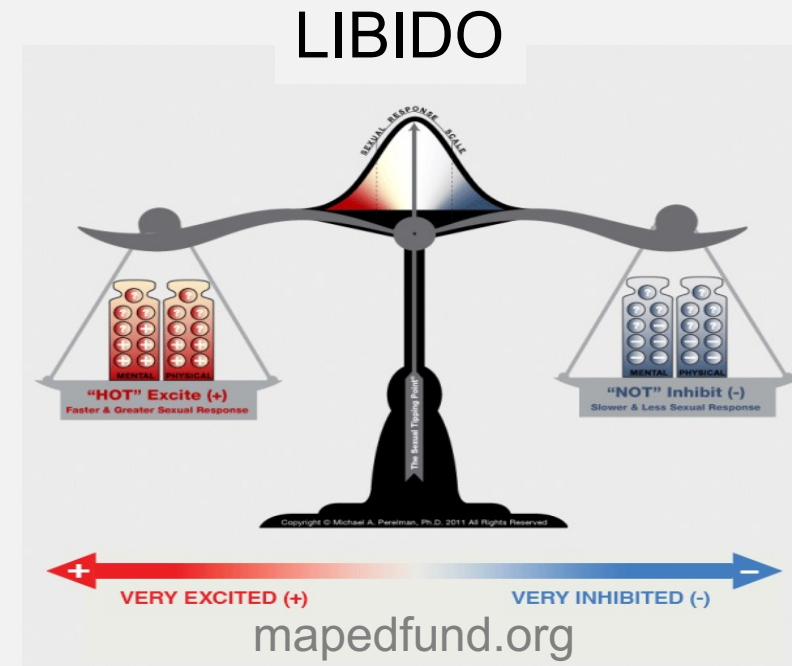 LIBIDO
SEXUAL RESPONSE SCALE
MENTAL PHYSICAL
MENTAL PHYSICAL
"HOT" Excite (+)
Faster & Greater Sexual Response
"NOT" Inhibit (-)
Slower & Less Sexual Response
The Sexual Tipping Point®
Copyright © Michael A. Perelman, Ph.D. 2011 All Rights Reserved
VERY EXCITED (+)
VERY INHIBITED (-)
mapedfund.org